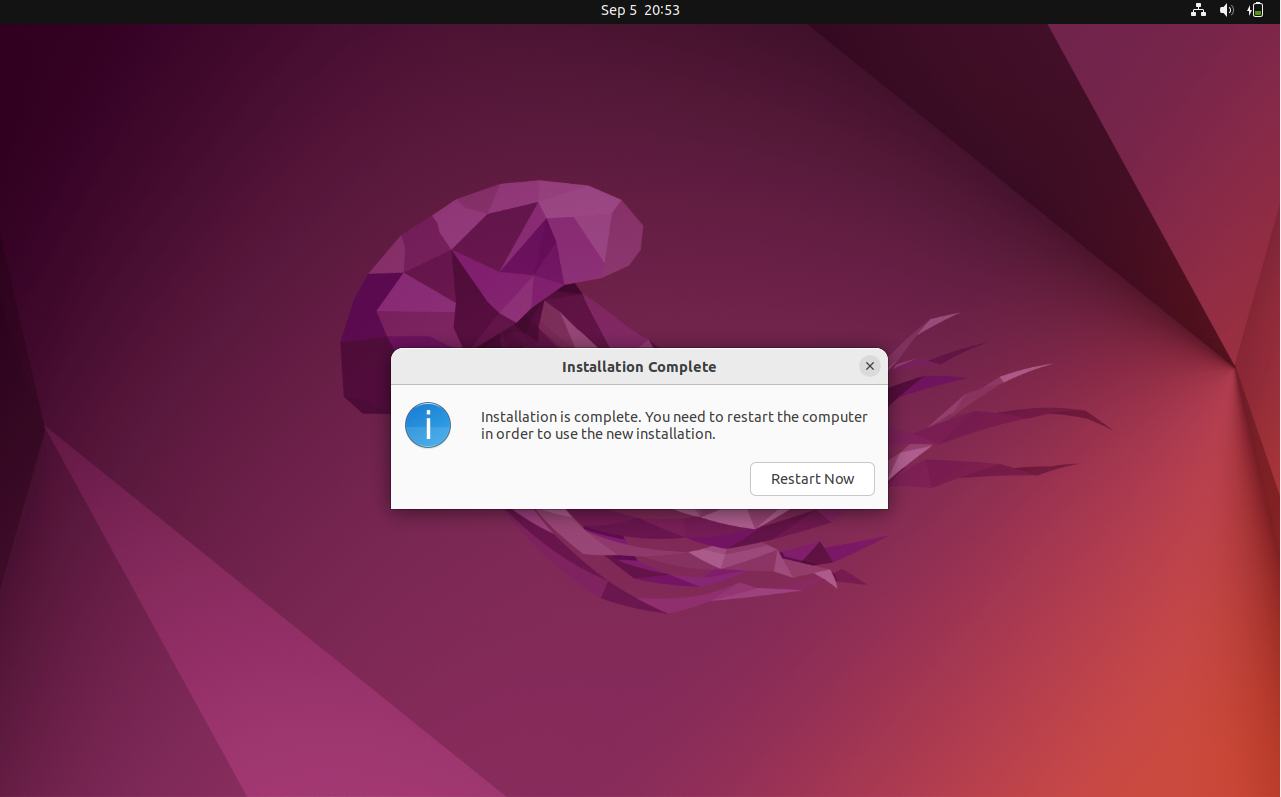 Sep 5 20:53
Installation Complete
Installation is complete. You need to restart the computer
in order to use the new installation.
Restart Now